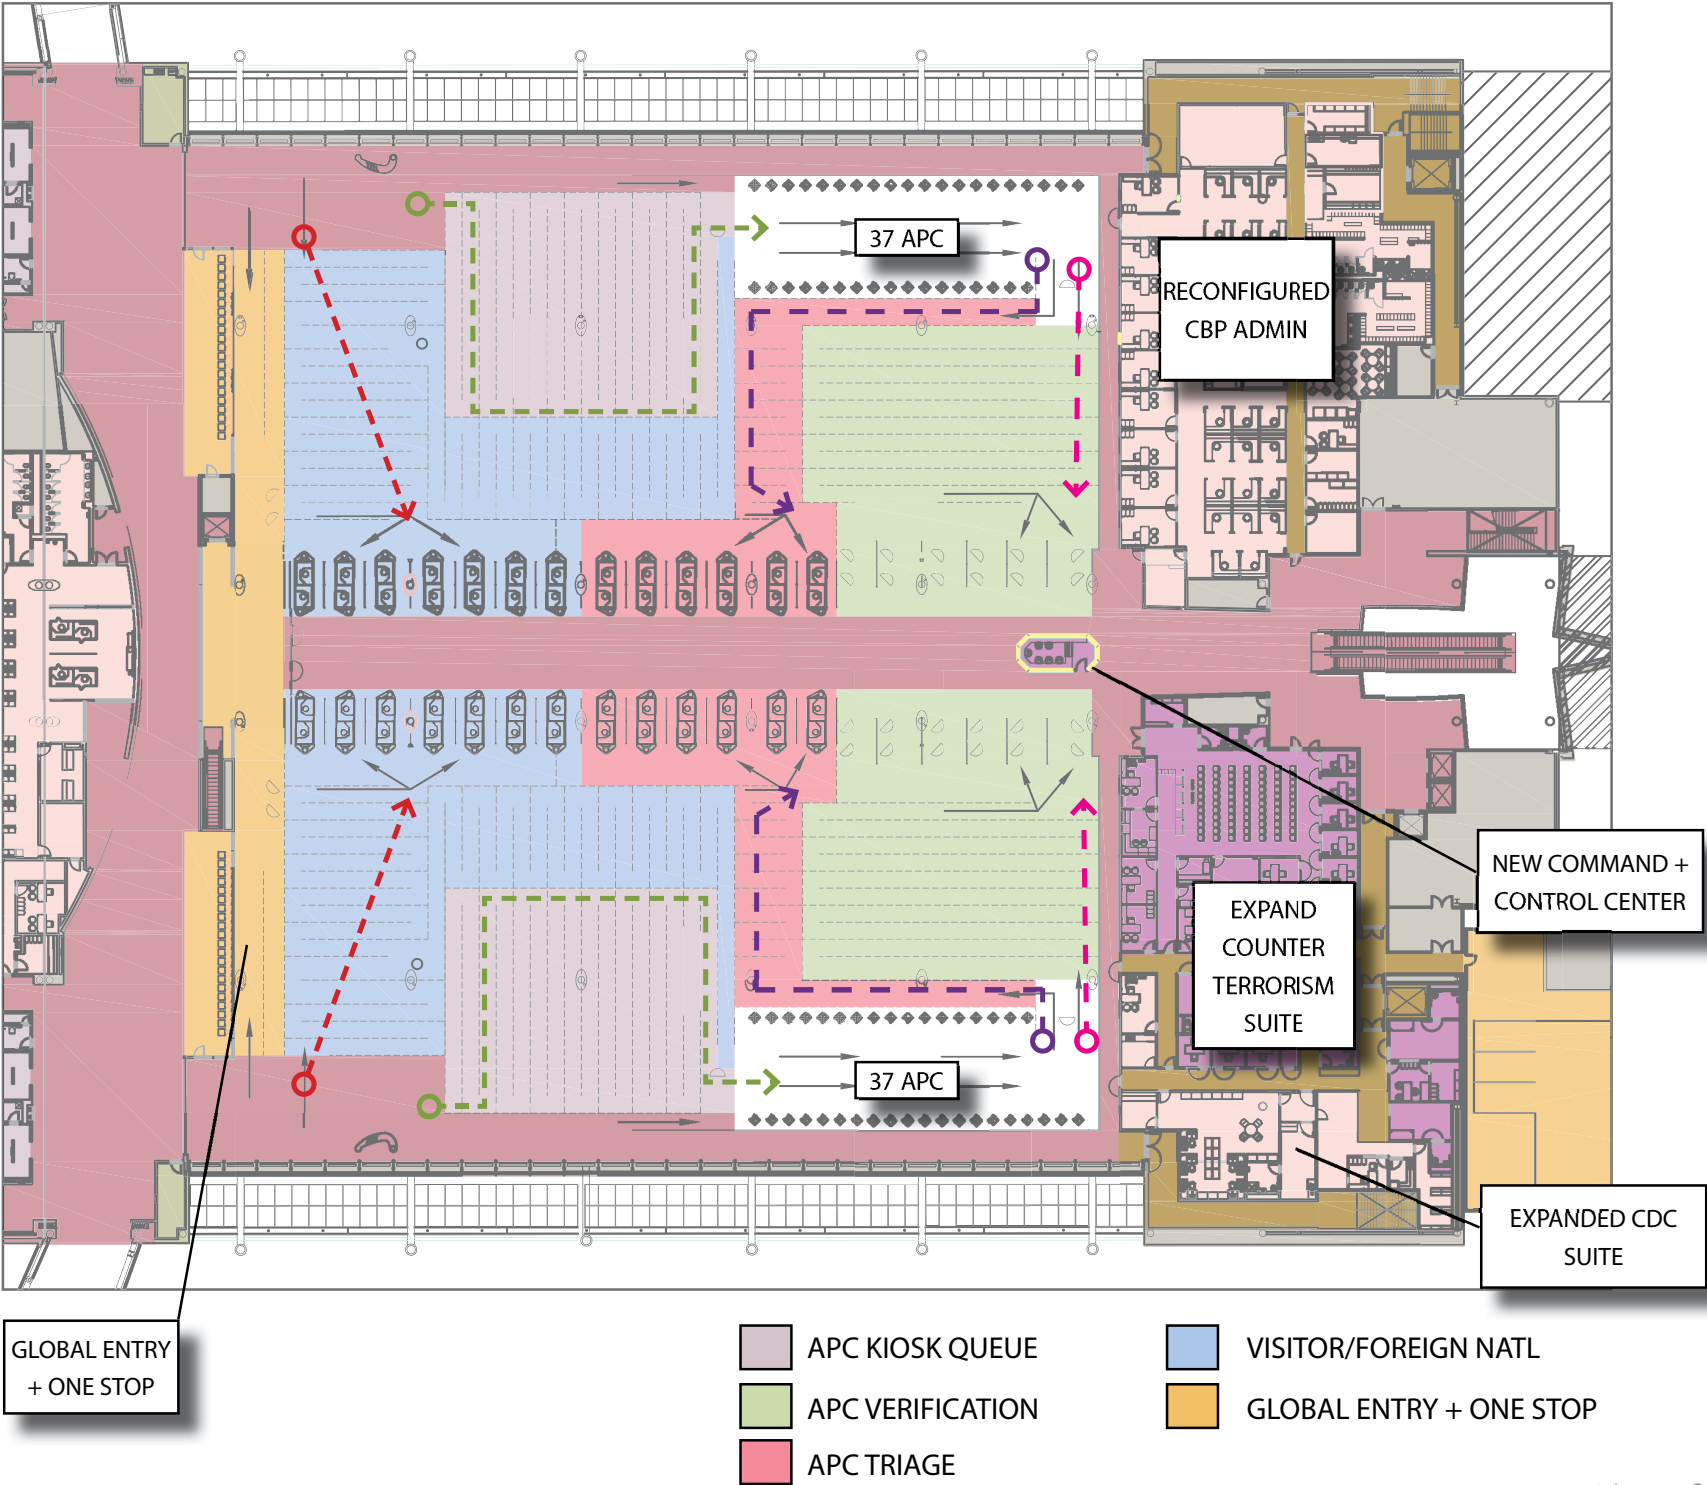 37 APC
RECONFIGURED
CBP ADMIN
NEW COMMAND +
CONTROL CENTER
EXPAND
COUNTER
TERRORISM
SUITE
37 APC
EXPANDED CDC
SUITE
GLOBAL ENTRY
+ ONE STOP
APC KIOSK QUEUE
VISITOR/FOREIGN NATL
APC VERIFICATION
GLOBAL ENTRY + ONE STOP
APC TRIAGE